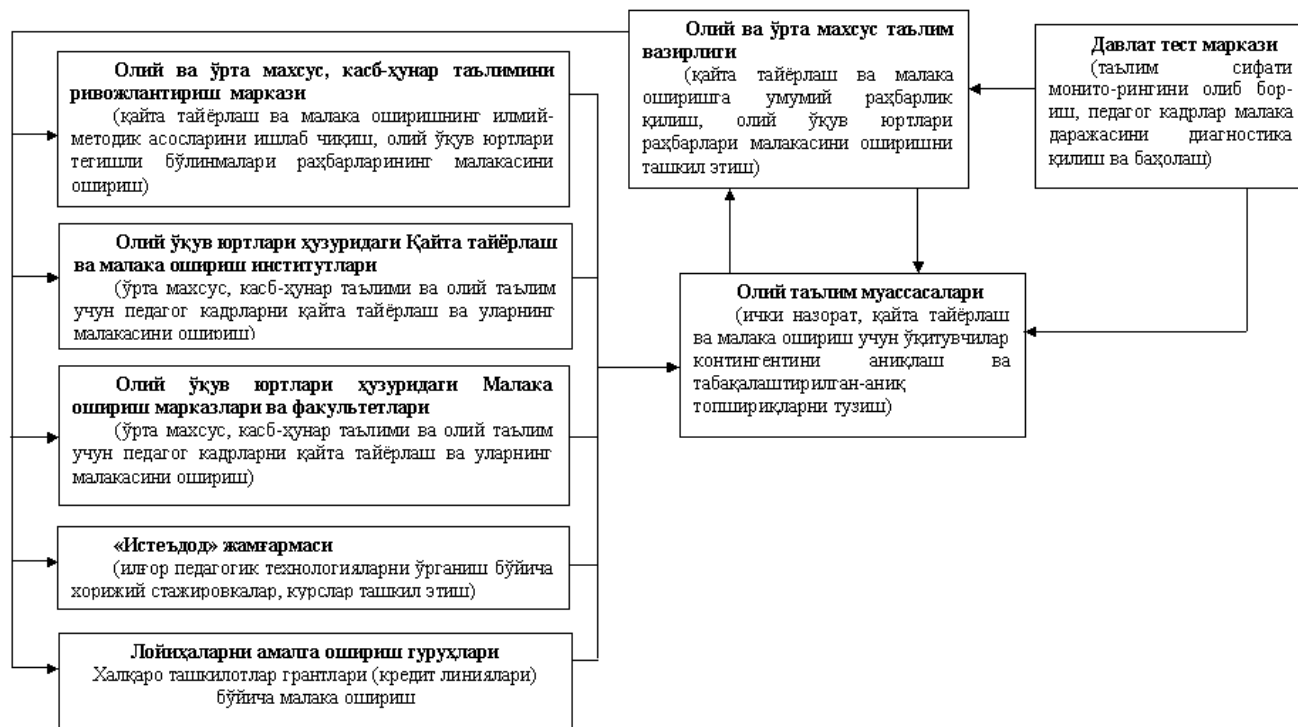 Олий ва ўрта махсус, касб-ҳунар таълимини
ривожлантириш маркази
(қайта тайёрлаш ва малака оширишнинг илмий-
методик асосларини ишлаб чиқиш, олий ўқув юртлари
тегишли бўлинмалари раҳбарларининг малакасини
ошириш)
Олий ўқув юртлари ҳузуридаги Қайта тайёрлаш
ва малака ошириш институтлари
(ўрта махсус, касб-ҳунар таълими ва олий таълим
учун педагог кадрларни қайта тайёрлаш ва уларнинг
малакасини ошириш)
Олий ўқув юртлари ҳузуридаги Малака
ошириш марказлари ва факультетлари
(ўрта махсус, касб-ҳунар таълими ва олий таълим
учун педагог кадрларни қайта тайёрлаш ва уларнинг
малакасини ошириш)
«Истеъдод» жамғармаси
(илғор педагогик технологияларни ўрганиш бўйича
хорижий стажировкалар, курслар ташкил этиш)
Лойиҳаларни амалга ошириш гуруҳлари
Халқаро ташкилотлар грантлари (кредит линиялари)
бўйича малака ошириш
Олий ва ўрта махсус таълим
вазирлиги
(қайта тайёрлаш ва малака
оширишга умумий раҳбарлик
қилиш, олий ўқув юртлари
раҳбарлари малакасини оширишни
ташкил этиш)
Олий таълим муассасалари
(ички назорат, қайта тайёрлаш
ва малака ошириш учун ўқитувчилар
контингентини аниқлаш ва
табақалаштирилган-аниқ
топшириқларни тузиш)
Давлат тест маркази
(таълим сифати
монито-рингини олиб бор-
иш, педагог кадрлар малака
даражасини диагностика
қилиш ва баҳолаш)